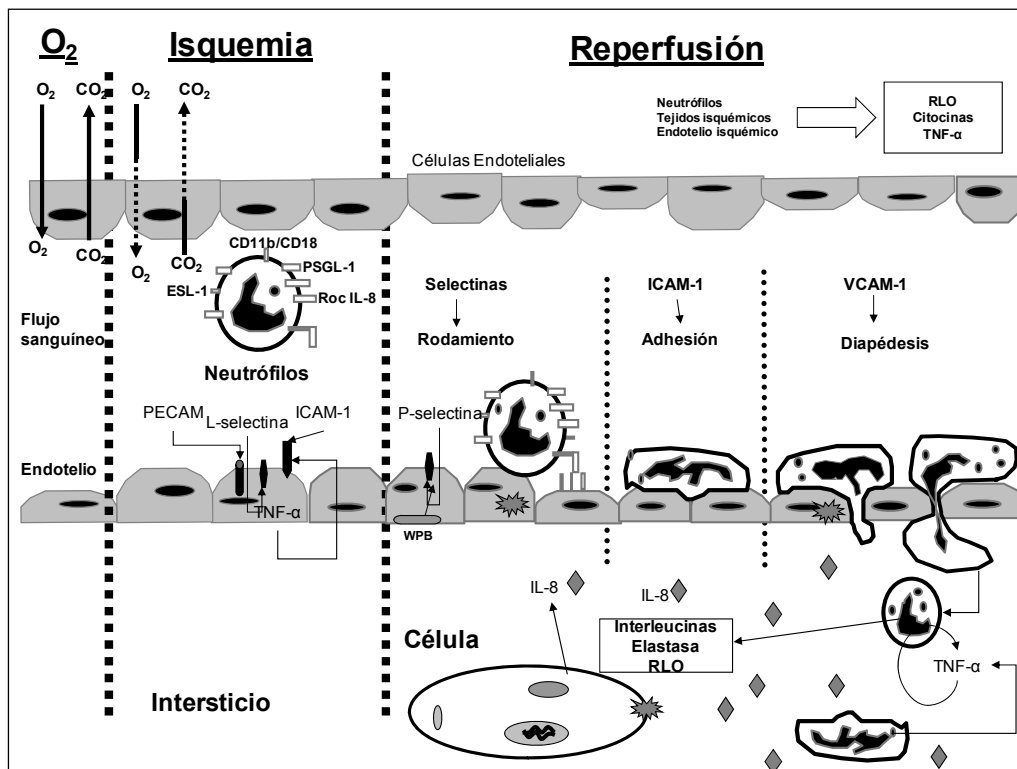 O2
Isquemia
Reperfusión
O2
CO2
O2
CO2
Neutrófilos
Tejidos isquémicos
Endotelio isquémico
RLO
Citocinas
TNF-α
Células Endoteliales
O2
CO2
O2
CO2
CD11b/CD18
PSGL-1
ESL-1
Roc IL-8
Flujo
sanguíneo
Neutrófilos
Selectinas
Rodamiento
ICAM-1
Adhesión
VCAM-1
Diapédesis
PECAM
L-selectina
ICAM-1
P-selectina
Endotelio
TNF-α
WPB
IL-8
IL-8
Interleucinas
Elastasa
RLO
Célula
TNF-α
Intersticio